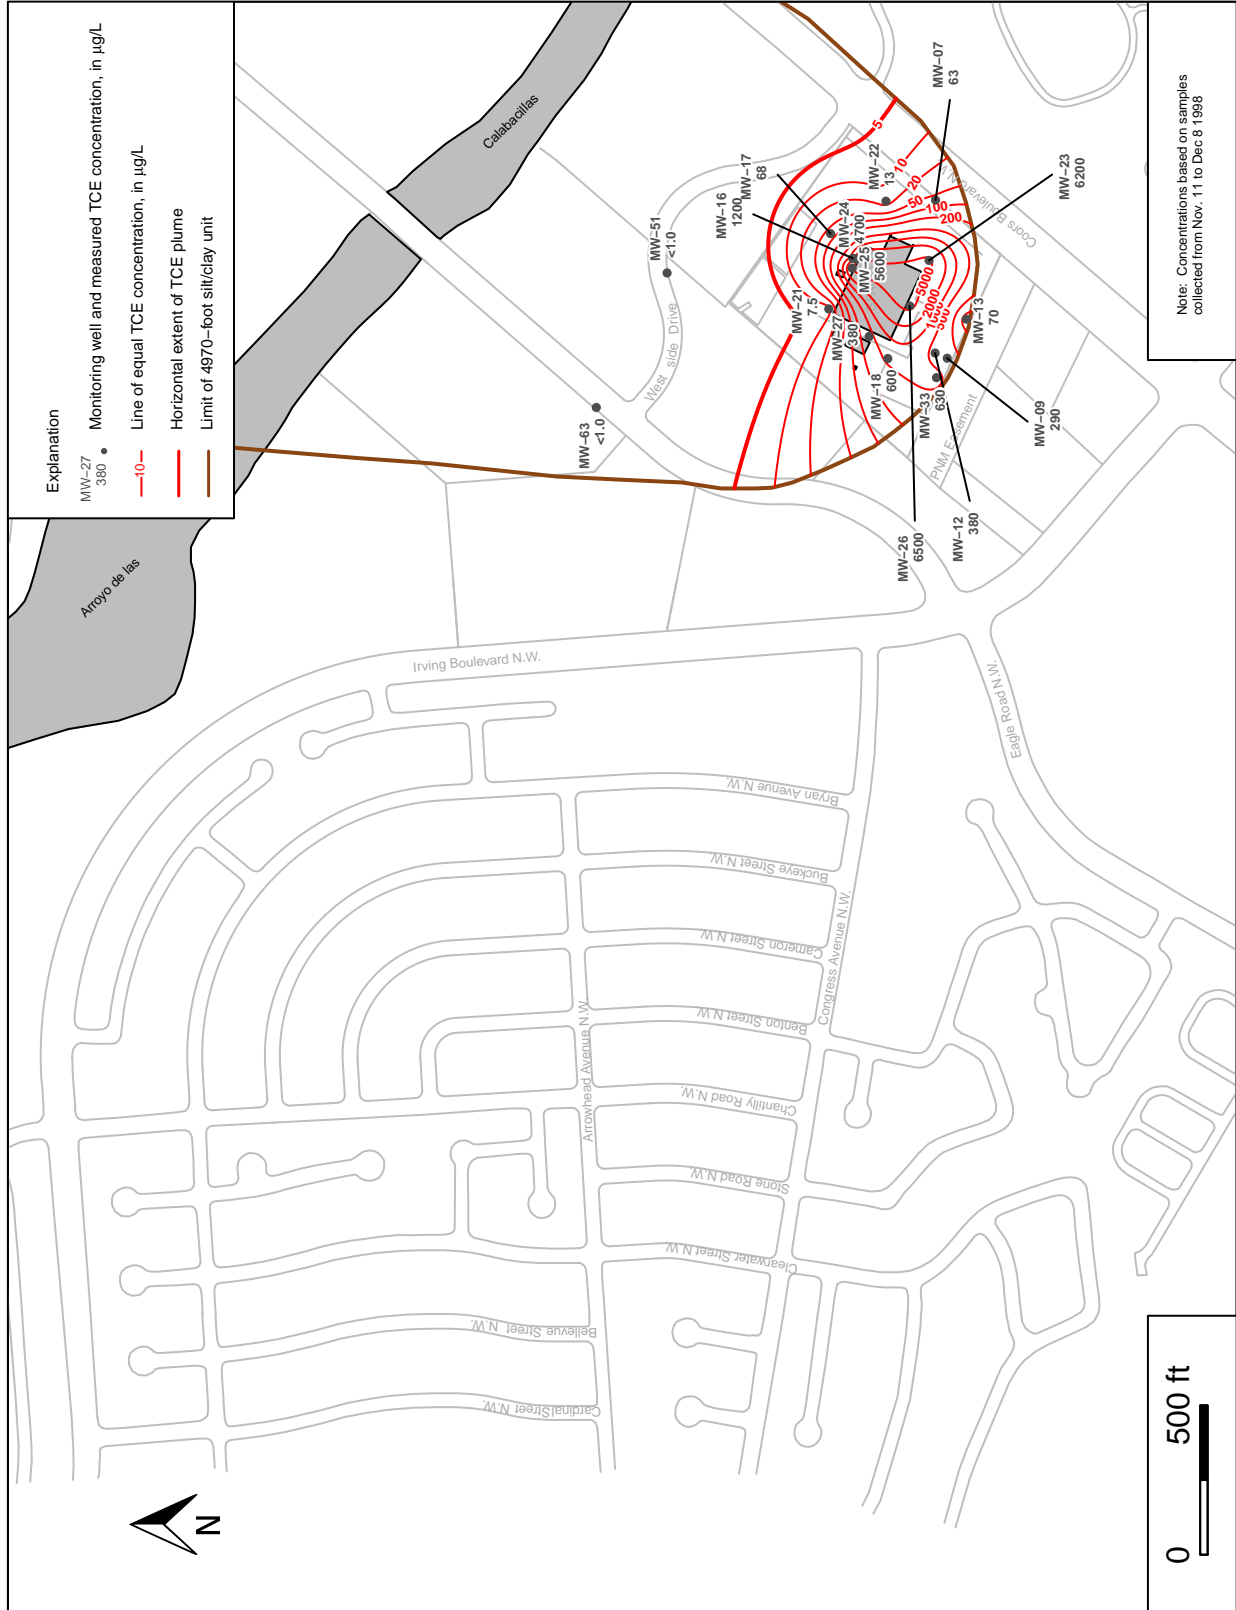 Explanation
MW−27
380
Monitoring well and measured TCE concentration, in µg/L
10
Line of equal TCE concentration, in µg/L
Horizontal extent of TCE plume
Limit of 4970−foot silt/clay unit
Arroyo de las
Calabacillas
MW−51
<1.0
MW−63
<1.0
West side Drive
MW−16
1200
MW−17
68
MW−22
13
MW−07
63
MW−24
4700
MW−25
5600
MW−21
7.5
MW−27
380
MW−18
600
MW−33
630
MW−23
6200
MW−13
70
MW−09
290
MW−12
380
MW−26
6500
5
10
20
50
100
200
500
1000
2000
5000
Coors Boulevard N.W.
PNM Easement
Irving Boulevard N.W.
Eagle Road N.W.
Bryan Avenue N.W.
Buckeye Street N.W.
Cameron Street N.W.
Benton Street N.W.
Congress Avenue N.W.
Arrowhead Avenue N.W.
Chantilly Road N.W.
Stone Road N.W.
Clearwater Street N.W.
Bellevue Street N.W.
CardinalStreet N.W.
Note: Concentrations based on samples
collected from Nov. 11 to Dec 8 1998
N
0 500 ft